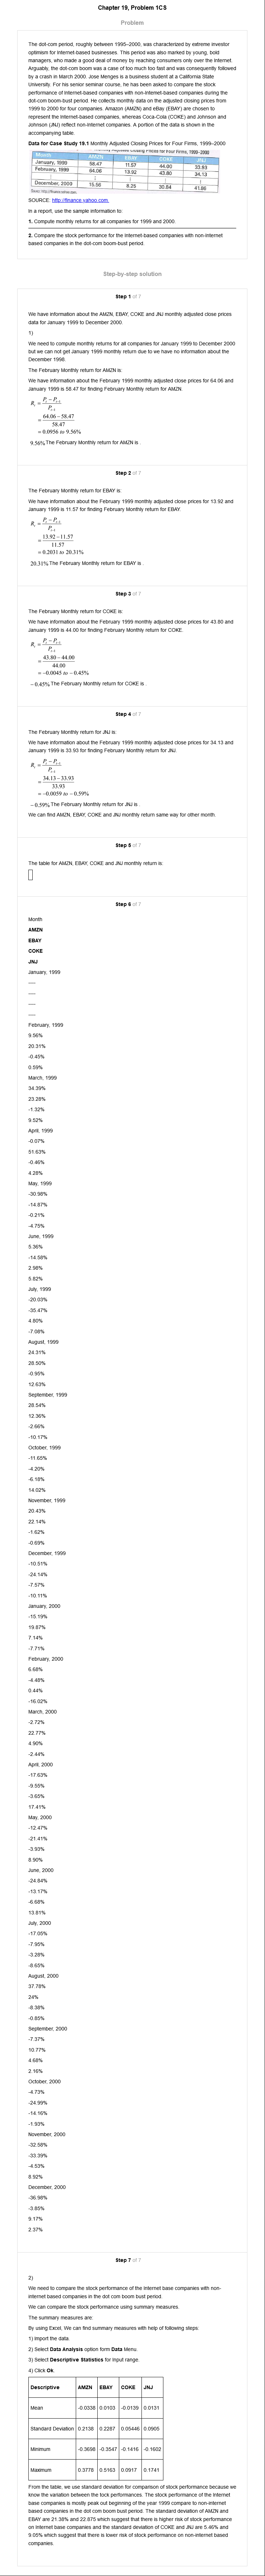 Chapter 19, Problem 1CS
Problem
The dot-com period, roughly between 1995–2000, was characterized by extreme investor
optimism for Internet-based businesses. This period was also marked by young, bold
managers, who made a good deal of money by reaching consumers only over the Internet.
Arguably, the dot-com boom was a case of too much too fast and was consequently followed
by a crash in March 2000. Jose Menges is a business student at a California State
University. For his senior seminar course, he has been asked to compare the stock
performance of Internet-based companies with non-Internet-based companies during the
dot-com boom-bust period. He collects monthly data on the adjusted closing prices from
1999 to 2000 for four companies. Amazon (AMZN) and eBay (EBAY) are chosen to
represent the Internet-based companies, whereas Coca-Cola (COKE) and Johnson and
Johnson (JNJ) reflect non-Internet companies. A portion of the data is shown in the
accompanying table.
Data for Case Study 19.1 Monthly Adjusted Closing Prices for Four Firms, 1999–2000
Month AMZN EBAY COKE JNJ
January, 1999 58.47 11.57 44.00 33.93
February, 1999 64.06 13.92 43.80 34.13
⋮ ⋮ ⋮ ⋮ ⋮
December, 2000 15.56 8.25 30.84 41.86
SOURCE: http://finance.yahoo.com.
In a report, use the sample information to:
1. Compute monthly returns for all companies for 1999 and 2000.
2. Compare the stock performance for the Internet-based companies with non-Internet
based companies in the dot-com boom-bust period.
Step-by-step solution
Step 1 of 7
We have information about the AMZN, EBAY, COKE and JNJ monthly adjusted close prices
data for January 1999 to December 2000.
1)
We need to compute monthly returns for all companies for January 1999 to December 2000
but we can not get January 1999 monthly return due to we have no information about the
December 1998.
The February Monthly return for AMZN is:
We have information about the February 1999 monthly adjusted close prices for 64.06 and
January 1999 is 58.47 for finding February Monthly return for AMZN.
R_t = (P_t − P_{t-1}) / P_{t-1}
= (64.06 − 58.47) / 58.47
= 0.0956 to 9.56%
9.56% The February Monthly return for AMZN is .
Step 2 of 7
The February Monthly return for EBAY is:
We have information about the February 1999 monthly adjusted close prices for 13.92 and
January 1999 is 11.57 for finding February Monthly return for EBAY.
R_t = (P_t − P_{t-1}) / P_{t-1}
= (13.92 − 11.57) / 11.57
= 0.2031 to 20.31%
20.31% The February Monthly return for EBAY is .
Step 3 of 7
The February Monthly return for COKE is:
We have information about the February 1999 monthly adjusted close prices for 43.80 and
January 1999 is 44.00 for finding February Monthly return for COKE.
R_t = (P_t − P_{t-1}) / P_{t-1}
= (43.80 − 44.00) / 44.00
= −0.0045 to − 0.45%
− 0.45% The February Monthly return for COKE is .
Step 4 of 7
The February Monthly return for JNJ is:
We have information about the February 1999 monthly adjusted close prices for 34.13 and
January 1999 is 33.93 for finding February Monthly return for JNJ.
R_t = (P_t − P_{t-1}) / P_{t-1}
= (34.13 − 33.93) / 33.93
= −0.0059 to − 0.59%
− 0.59% The February Monthly return for JNJ is .
We can find AMZN, EBAY, COKE and JNJ monthly return same way for other month.
Step 5 of 7
The table for AMZN, EBAY, COKE and JNJ monthly return is:
Step 6 of 7
Month
AMZN
EBAY
COKE
JNJ
January, 1999
----
----
----
----
February, 1999
9.56%
20.31%
-0.45%
0.59%
March, 1999
34.39%
23.28%
-1.32%
9.52%
April, 1999
-0.07%
51.63%
-0.46%
4.26%
May, 1999
-30.98%
-14.87%
-0.21%
-4.75%
June, 1999
5.36%
-14.58%
2.98%
5.82%
July, 1999
-20.03%
-35.47%
4.80%
-7.08%
August, 1999
24.31%
28.50%
-0.95%
12.63%
September, 1999
28.54%
12.36%
-2.66%
-10.17%
October, 1999
-11.65%
-4.20%
-6.18%
14.02%
November, 1999
20.43%
22.14%
-1.62%
-0.69%
December, 1999
-10.51%
-24.14%
-7.57%
-10.11%
January, 2000
-15.19%
19.87%
7.14%
-7.71%
February, 2000
6.68%
-4.48%
0.44%
-16.02%
March, 2000
-2.72%
22.77%
4.90%
-2.44%
April, 2000
-17.63%
-9.55%
-3.65%
17.41%
May, 2000
-12.47%
-21.41%
-3.93%
8.90%
June, 2000
-24.84%
-13.17%
-6.68%
13.81%
July, 2000
-17.05%
-7.95%
-3.28%
-8.65%
August, 2000
37.78%
24%
-8.38%
-0.85%
September, 2000
-7.37%
10.77%
4.68%
2.16%
October, 2000
-4.73%
-24.99%
-14.16%
-1.93%
November, 2000
-32.58%
-33.39%
-4.53%
8.92%
December, 2000
-36.98%
-3.85%
9.17%
2.37%
Step 7 of 7
2)
We need to compare the stock performance of the Internet base companies with non-
internet based companies in the dot com boom bust period.
We can compare the stock performance using summary measures.
The summary measures are:
By using Excel, We can find summary measures with help of following steps.
1) Import the data.
2) Select Data Analysis option form Data Menu.
3) Select Descriptive Statistics for Input range.
4) Click Ok.
Descriptive AMZN EBAY COKE JNJ
Mean -0.0338 0.0103 -0.0139 0.0131
Standard Deviation 0.2138 0.2287 0.05446 0.0905
Minimum -0.3698 -0.3547 -0.1416 -0.1602
Maximum 0.3778 0.5163 0.0917 0.1741
From the table, we use standard deviation for comparison of stock performance because we
know the variation between the tock performances. The stock performance of the internet
base companies is mostly peak out beginning of the year 1999 compare to non-internet
based companies in the dot com boom bust period. The standard deviation of AMZN and
EBAY are 21.38% and 22.875 which suggest that there is higher risk of stock performance
on internet base companies and the standard deviation of COKE and JNJ are 5.46% and
9.05% which suggest that there is lower risk of stock performance on non-internet based
companies.